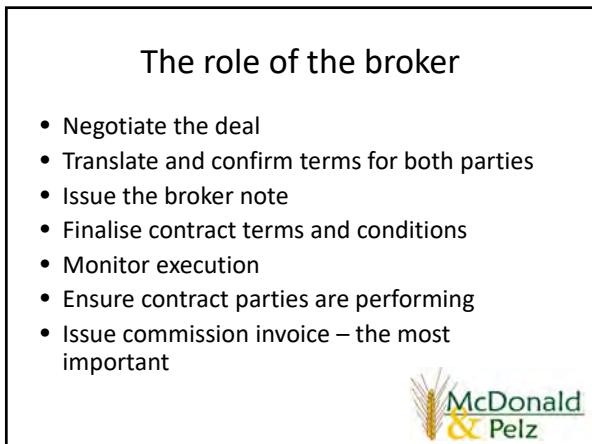 The role of the broker
• Negotiate the deal
• Translate and confirm terms for both parties
• Issue the broker note
• Finalise contract terms and conditions
• Monitor execution
• Ensure contract parties are performing
• Issue commission invoice – the most
important
McDonald
& Pelz